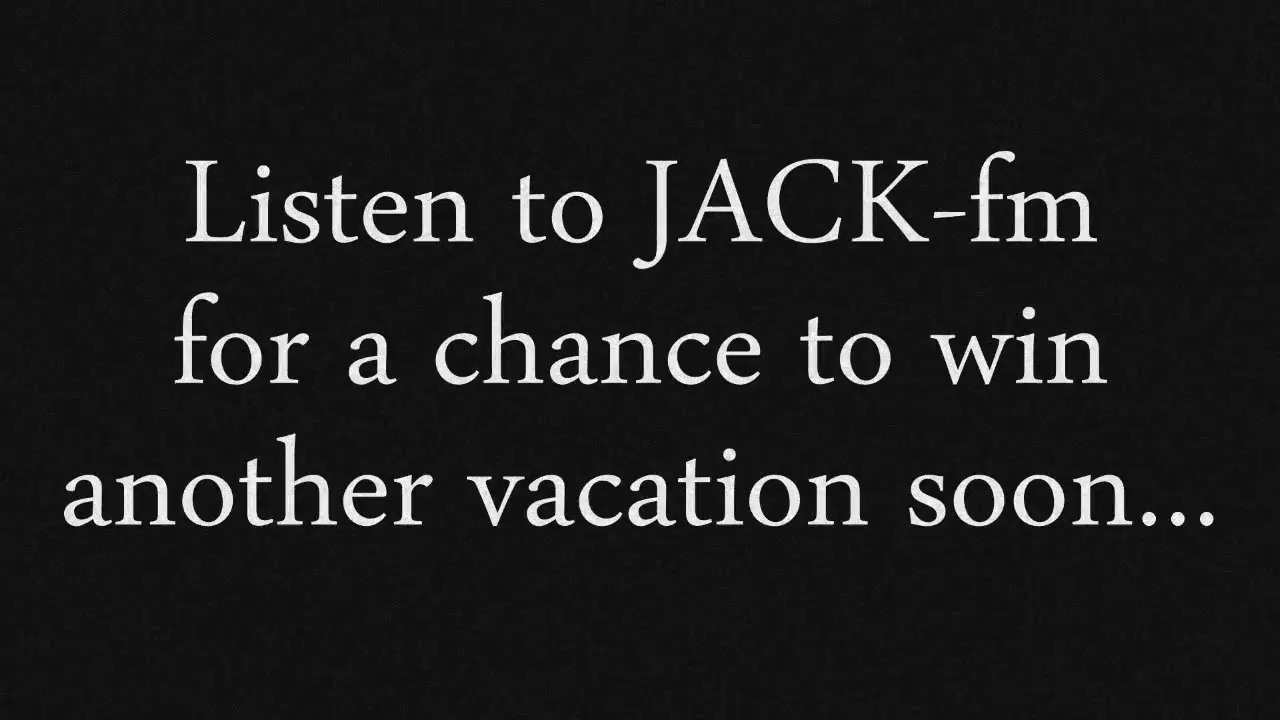 Listen to JACK-fm
for a chance to win
another vacation soon...